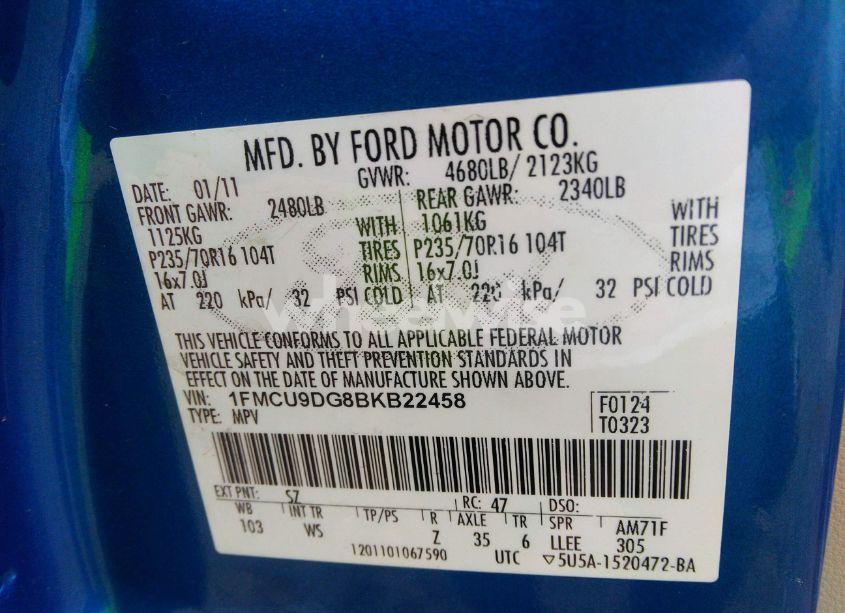 MFD. BY FORD MOTOR CO.
DATE: 01/11 GVWR: 4680LB/ 2123KG
FRONT GAWR: 2480LB REAR GAWR: 2340LB
1125KG WITH 1061KG WITH
P235/70R16 104T TIRES P235/70R16 104T TIRES
16x7.0J RIMS 16x7.0J RIMS
AT 220 kPa/ 32 PSI COLD AT 220 kPa/ 32 PSI COLD
THIS VEHICLE CONFORMS TO ALL APPLICABLE FEDERAL MOTOR
VEHICLE SAFETY AND THEFT PREVENTION STANDARDS IN
EFFECT ON THE DATE OF MANUFACTURE SHOWN ABOVE.
VIN: 1FMCU9DG8BKB22458 F0124
TYPE: MPV T0323
EXT PNT: SZ RC: 47 DSO:
WB INT TR TP/PS R AXLE TR SPR AM71F
103 WS Z 35 6 LLEE 305
1201101067590 UTC ▽5U5A-1520472-BA